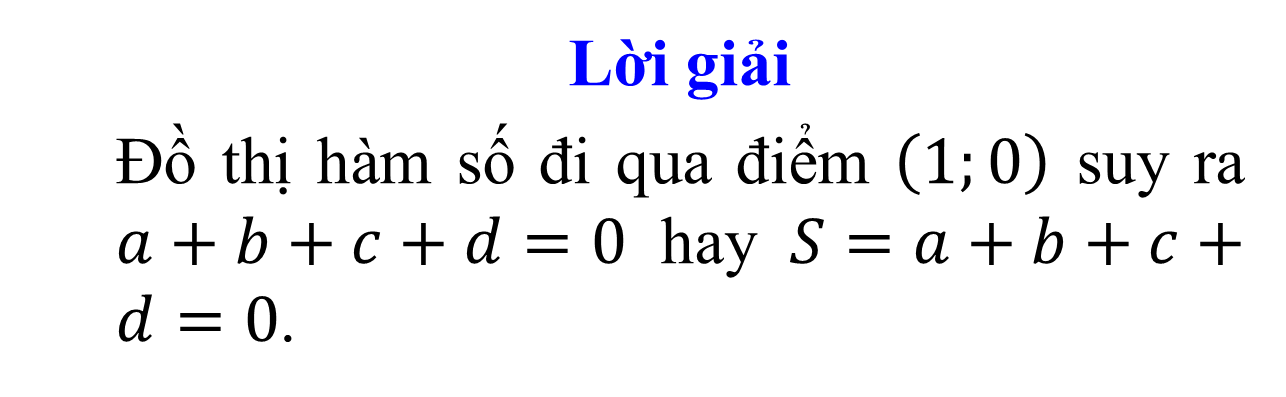 Lời giải
Đồ thị hàm số đi qua điểm (1; 0) suy ra
a + b + c + d = 0 hay S = a + b + c +
d = 0.